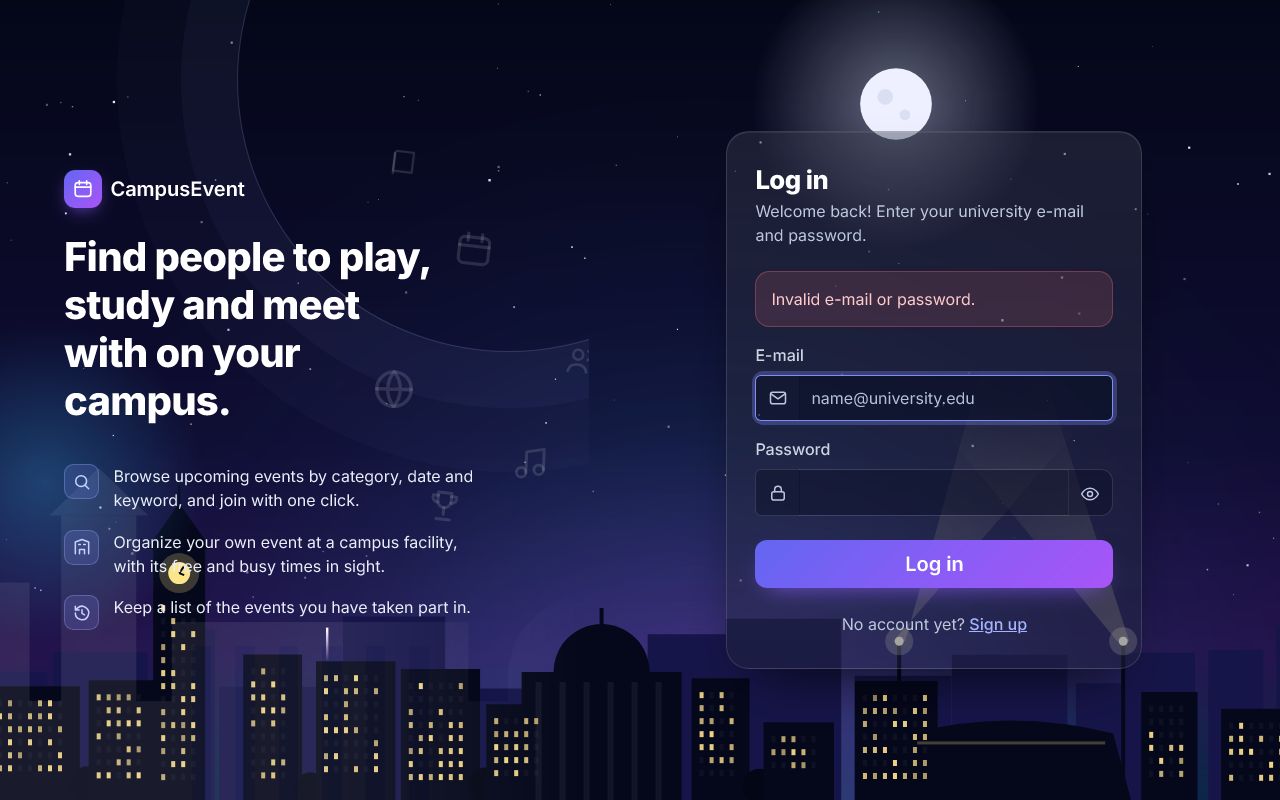 CampusEvent
Find people to play,
study and meet
with on your
campus.
Browse upcoming events by category, date and
keyword, and join with one click.
Organize your own event at a campus facility,
with its free and busy times in sight.
Keep a list of the events you have taken part in.
Log in
Welcome back! Enter your university e-mail
and password.
Invalid e-mail or password.
E-mail
name@university.edu
Password
Log in
No account yet? Sign up